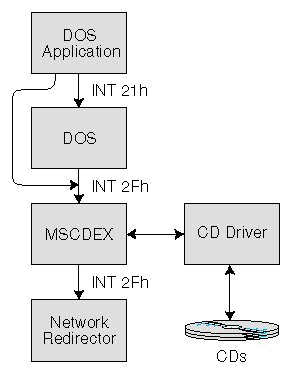 DOS
Application
INT 21h
DOS
INT 2Fh
MSCDEX
CD Driver
INT 2Fh
Network
Redirector
CDs